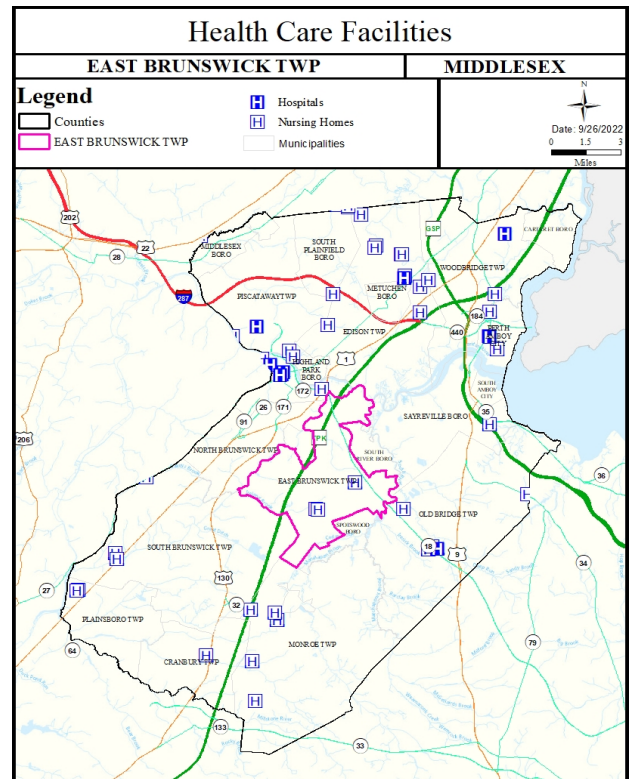 Health Care Facilities
EAST BRUNSWICK TWP
MIDDLESEX
Legend
Counties
EAST BRUNSWICK TWP
H Hospitals
H Nursing Homes
Municipalities
N
Date: 9/26/2022
0 1.5 3
Miles
202
22
28
MIDDLESEX
BORO
SOUTH
PLAINFIELD
BORO
GSP
CARTERET BORO
WOODBRIDGE TWP
METUCHEN
BORO
287
PISCATAWAY TWP
EDISON TWP
184
440
PERTH
1
HIGHLAND
PARK
BORO
172
26
171
91
SOUTH
AMBOY
CITY
SAYREVILLE BORO
35
206
NORTH BRUNSWICK TWP
SOUTH
BORO
36
EAST BRUNSWICK TWP
OLD BRIDGE TWP
SPOTSWOOD
BORO
18
9
SOUTH BRUNSWICK TWP
34
130
27
32
PLAINSBORO TWP
64
MONROE TWP
79
CRANBURY TWP
133
33